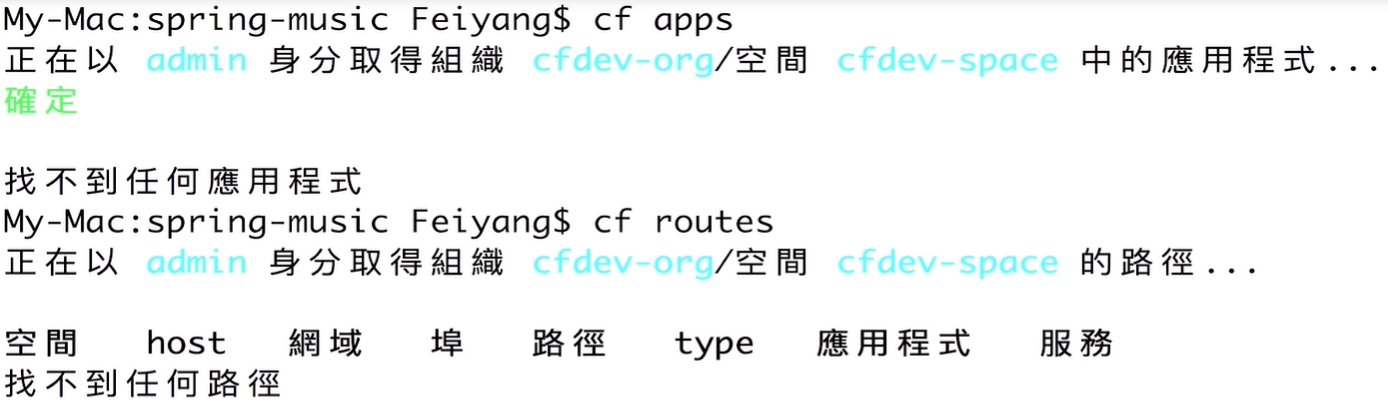 My-Mac:spring-music Feiyang$ cf apps
正在以 admin 身分取得組織 cfdev-org/空間 cfdev-space 中的應用程式...
確定
找不到任何應用程式
My-Mac:spring-music Feiyang$ cf routes
正在以 admin 身分取得組織 cfdev-org/空間 cfdev-space 的路徑...
空間 host 網域 埠 路徑 type 應用程式 服務
找不到任何路徑